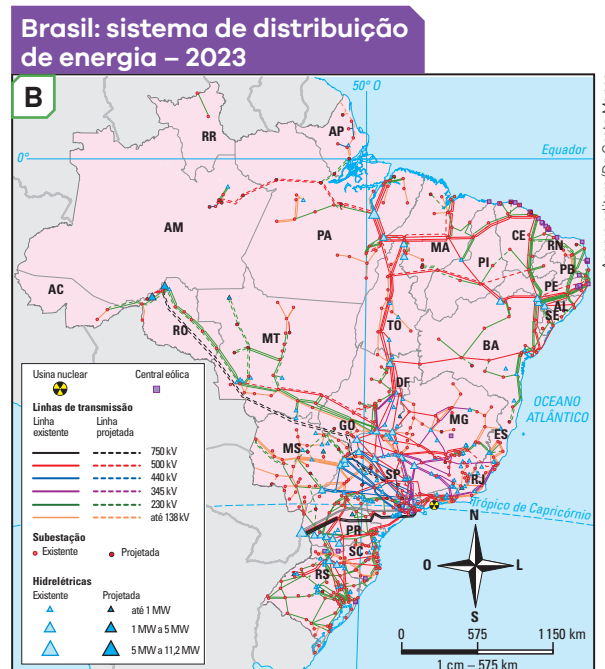 Brasil: sistema de distribuição
de energia – 2023
B
50° O
0°
Equador
RR
AP
AM
PA
MA
CE
RN
PB
PE
AL
SE
PI
AC
RO
MT
TO
BA
DF
GO
MG
ES
MS
SP
RJ
PR
SC
RS
OCEANO
ATLÂNTICO
Trópico de Capricórnio
Usina nuclear
Central eólica
Linhas de transmissão
Linha existente
Linha projetada
750 kV
500 kV
440 kV
345 kV
230 kV
até 138 kV
Subestação
Existente
Projetada
Hidrelétricas
Existente
Projetada
até 1 MW
1 MW a 5 MW
5 MW a 11,2 MW
N
O
L
S
0
575
1150 km
1 cm – 575 km